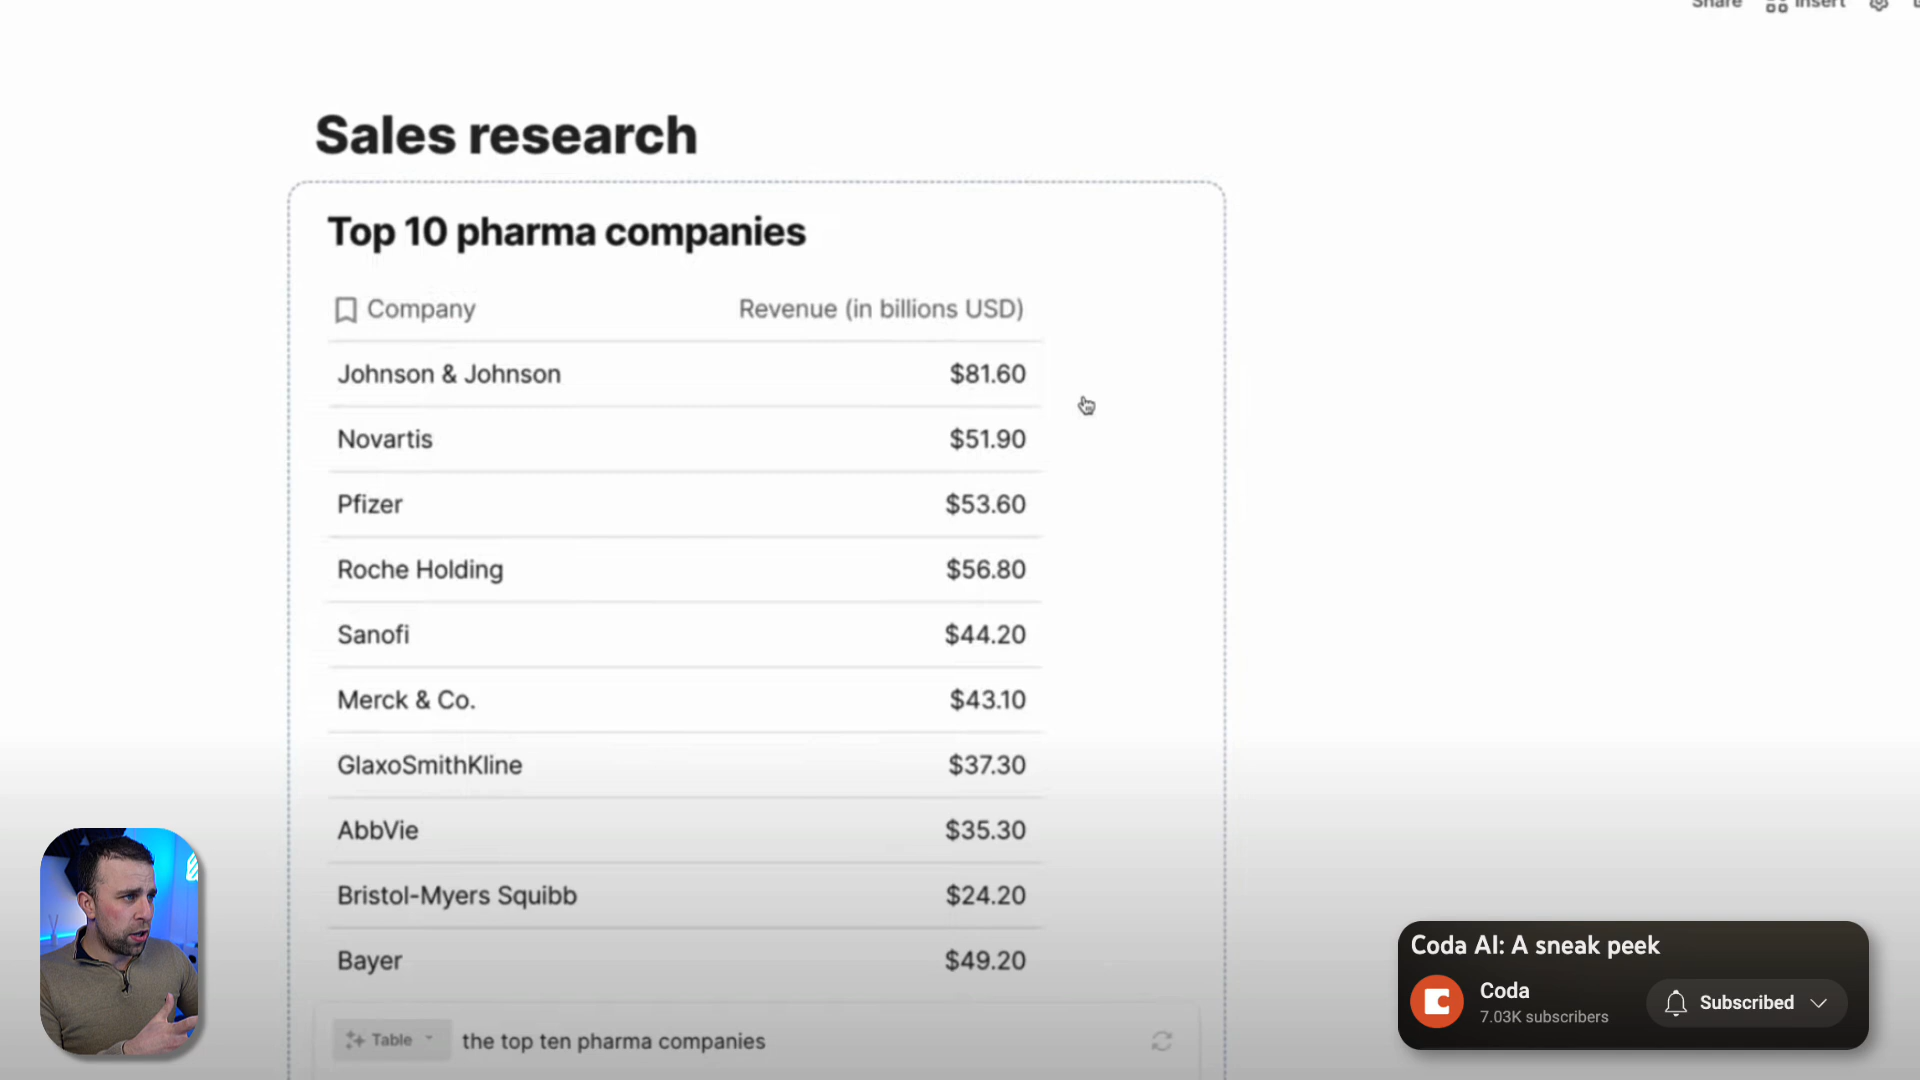 Share Insert
Sales research
Top 10 pharma companies
Company Revenue (in billions USD)
Johnson & Johnson $81.60
Novartis $51.90
Pfizer $53.60
Roche Holding $56.80
Sanofi $44.20
Merck & Co. $43.10
GlaxoSmithKline $37.30
AbbVie $35.30
Bristol-Myers Squibb $24.20
Bayer $49.20
Table the top ten pharma companies
Coda AI: A sneak peek
Coda
7.03K subscribers
Subscribed